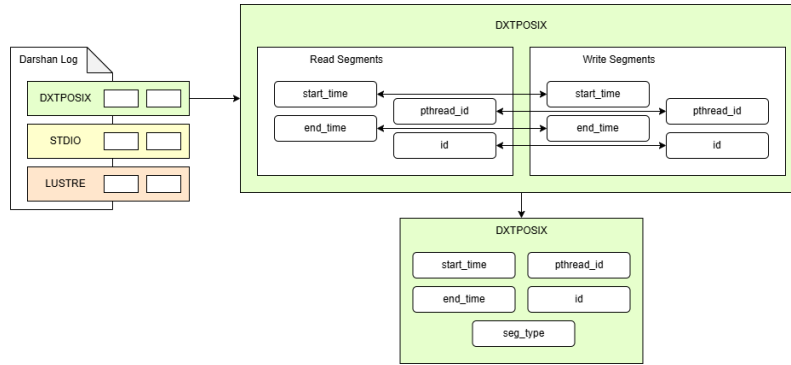 Darshan Log
DXTPOSIX
STDIO
LUSTRE
DXTPOSIX
Read Segments
start_time
pthread_id
end_time
id
Write Segments
start_time
pthread_id
end_time
id
DXTPOSIX
start_time
pthread_id
end_time
id
seg_type